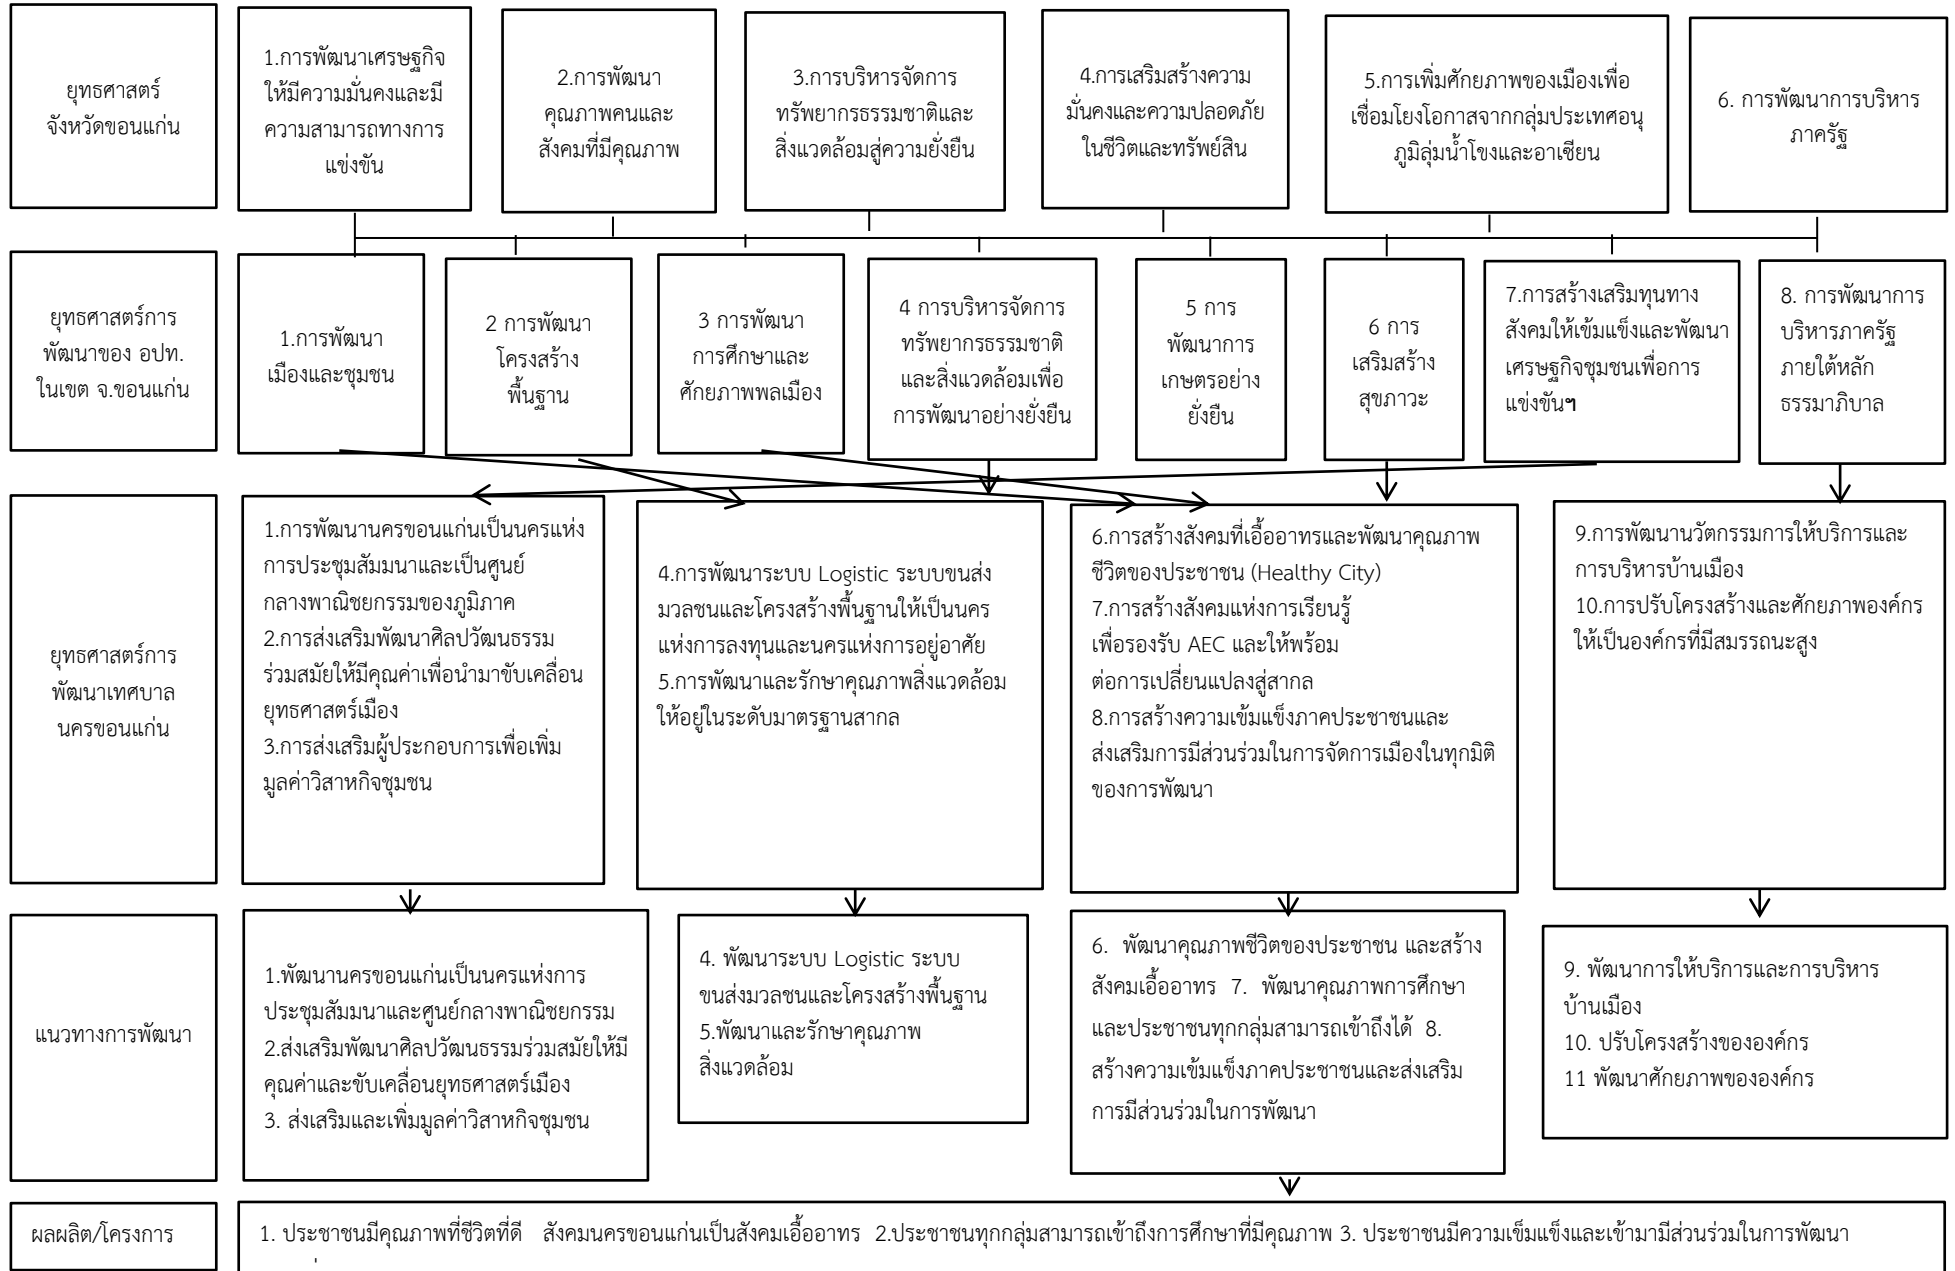 ยุทธศาสตร์
จังหวัดขอนแก่น
1.การพัฒนาเศรษฐกิจ
ให้มีความมั่นคงและมี
ความสามารถทางการ
แข่งขัน
2.การพัฒนา
คุณภาพคนและ
สังคมที่มีคุณภาพ
3.การบริหารจัดการ
ทรัพยากรธรรมชาติและ
สิ่งแวดล้อมสู่ความยั่งยืน
4.การเสริมสร้างความ
มั่นคงและความปลอดภัย
ในชีวิตและทรัพย์สิน
5.การเพิ่มศักยภาพของเมืองเพื่อ
เชื่อมโยงโอกาสจากกลุ่มประเทศอนุ
ภูมิลุ่มน้ำโขงและอาเซียน
6. การพัฒนาการบริหาร
ภาครัฐ
ยุทธศาสตร์การ
พัฒนาของ อปท.
ในเขต จ.ขอนแก่น
1.การพัฒนา
เมืองและชุมชน
2 การพัฒนา
โครงสร้าง
พื้นฐาน
3 การพัฒนา
การศึกษาและ
ศักยภาพพลเมือง
4 การบริหารจัดการ
ทรัพยากรธรรมชาติ
และสิ่งแวดล้อมเพื่อ
การพัฒนาอย่างยั่งยืน
5 การ
พัฒนาการ
เกษตรอย่าง
ยั่งยืน
6 การ
เสริมสร้าง
สุขภาวะ
7.การสร้างเสริมทุนทาง
สังคมให้เข้มแข็งและพัฒนา
เศรษฐกิจชุมชนเพื่อการ
แข่งขันฯ
8. การพัฒนาการ
บริหารภาครัฐ
ภายใต้หลัก
ธรรมาภิบาล
ยุทธศาสตร์การ
พัฒนาเทศบาล
นครขอนแก่น
1.การพัฒนานครขอนแก่นเป็นนครแห่ง
การประชุมสัมมนาและเป็นศูนย์
กลางพาณิชยกรรมของภูมิภาค
2.การส่งเสริมพัฒนาศิลปวัฒนธรรม
ร่วมสมัยให้มีคุณค่าเพื่อนำมาขับเคลื่อน
ยุทธศาสตร์เมือง
3.การส่งเสริมผู้ประกอบการเพื่อเพิ่ม
มูลค่าวิสาหกิจชุมชน
4.การพัฒนาระบบ Logistic ระบบขนส่ง
มวลชนและโครงสร้างพื้นฐานให้เป็นนคร
แห่งการลงทุนและนครแห่งการอยู่อาศัย
5.การพัฒนาและรักษาคุณภาพสิ่งแวดล้อม
ให้อยู่ในระดับมาตรฐานสากล
6.การสร้างสังคมที่เอื้ออาทรและพัฒนาคุณภาพ
ชีวิตของประชาชน (Healthy City)
7.การสร้างสังคมแห่งการเรียนรู้
เพื่อรองรับ AEC และให้พร้อม
ต่อการเปลี่ยนแปลงสู่สากล
8.การสร้างความเข้มแข็งภาคประชาชนและ
ส่งเสริมการมีส่วนร่วมในการจัดการเมืองในทุกมิติ
ของการพัฒนา
9.การพัฒนานวัตกรรมการให้บริการและ
การบริหารบ้านเมือง
10.การปรับโครงสร้างและศักยภาพองค์กร
ให้เป็นองค์กรที่มีสมรรถนะสูง
แนวทางการพัฒนา
1.พัฒนานครขอนแก่นเป็นนครแห่งการ
ประชุมสัมมนาและศูนย์กลางพาณิชยกรรม
2.ส่งเสริมพัฒนาศิลปวัฒนธรรมร่วมสมัยให้มี
คุณค่าและขับเคลื่อนยุทธศาสตร์เมือง
3. ส่งเสริมและเพิ่มมูลค่าวิสาหกิจชุมชน
4. พัฒนาระบบ Logistic ระบบ
ขนส่งมวลชนและโครงสร้างพื้นฐาน
5.พัฒนาและรักษาคุณภาพ
สิ่งแวดล้อม
6. พัฒนาคุณภาพชีวิตของประชาชน และสร้าง
สังคมเอื้ออาทร 7. พัฒนาคุณภาพการศึกษา
และประชาชนทุกกลุ่มสามารถเข้าถึงได้ 8.
สร้างความเข้มแข็งภาคประชาชนและส่งเสริม
การมีส่วนร่วมในการพัฒนา
9. พัฒนาการให้บริการและการบริหาร
บ้านเมือง
10. ปรับโครงสร้างขององค์กร
11 พัฒนาศักยภาพขององค์กร
ผลผลิต/โครงการ
1. ประชาชนมีคุณภาพที่ชีวิตที่ดี สังคมนครขอนแก่นเป็นสังคมเอื้ออาทร 2.ประชาชนทุกกลุ่มสามารถเข้าถึงการศึกษาที่มีคุณภาพ 3. ประชาชนมีความเข็มแข็งและเข้ามามีส่วนร่วมในการพัฒนา